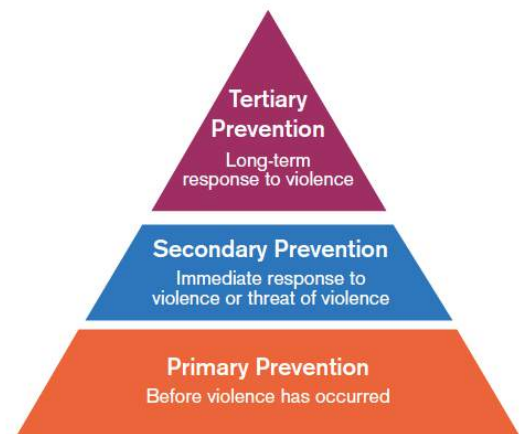 Tertiary
Prevention
Long-term
response to violence
Secondary Prevention
Immediate response to
violence or threat of violence
Primary Prevention
Before violence has occurred